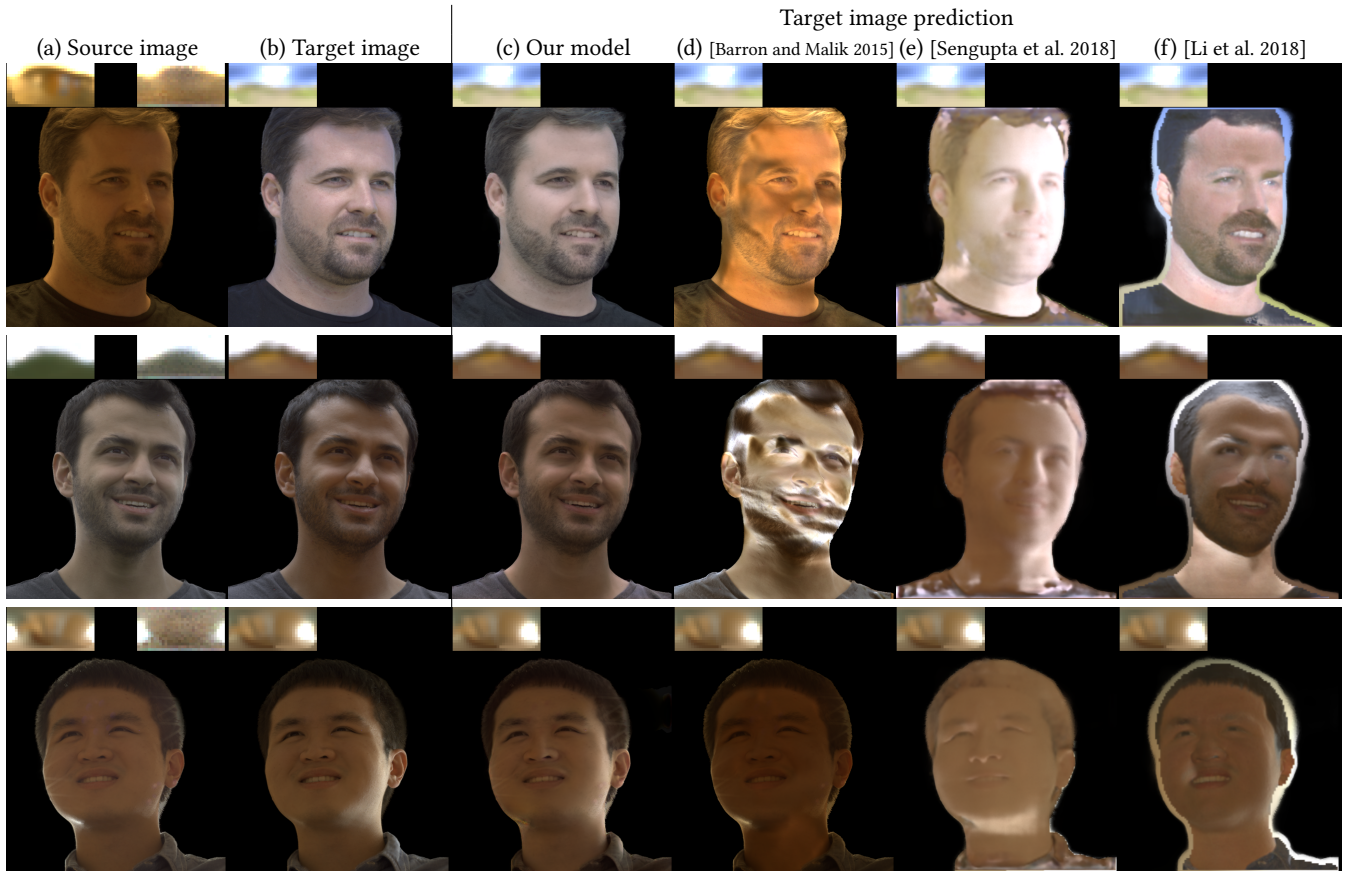 Target image prediction
(a) Source image (b) Target image (c) Our model (d) [Barron and Malik 2015] (e) [Sengupta et al. 2018] (f) [Li et al. 2018]